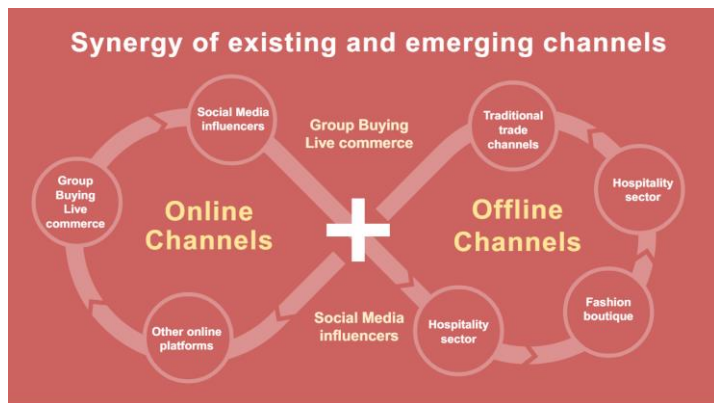 Synergy of existing and emerging channels
Social Media
influencers
Group Buying
Live commerce
Traditional
trade
channels
Group
Buying
Live
commerce
Online
Channels
Offline
Channels
Hospitality
sector
Other online
platforms
Social Media
influencers
Hospitality
sector
Fashion
boutique